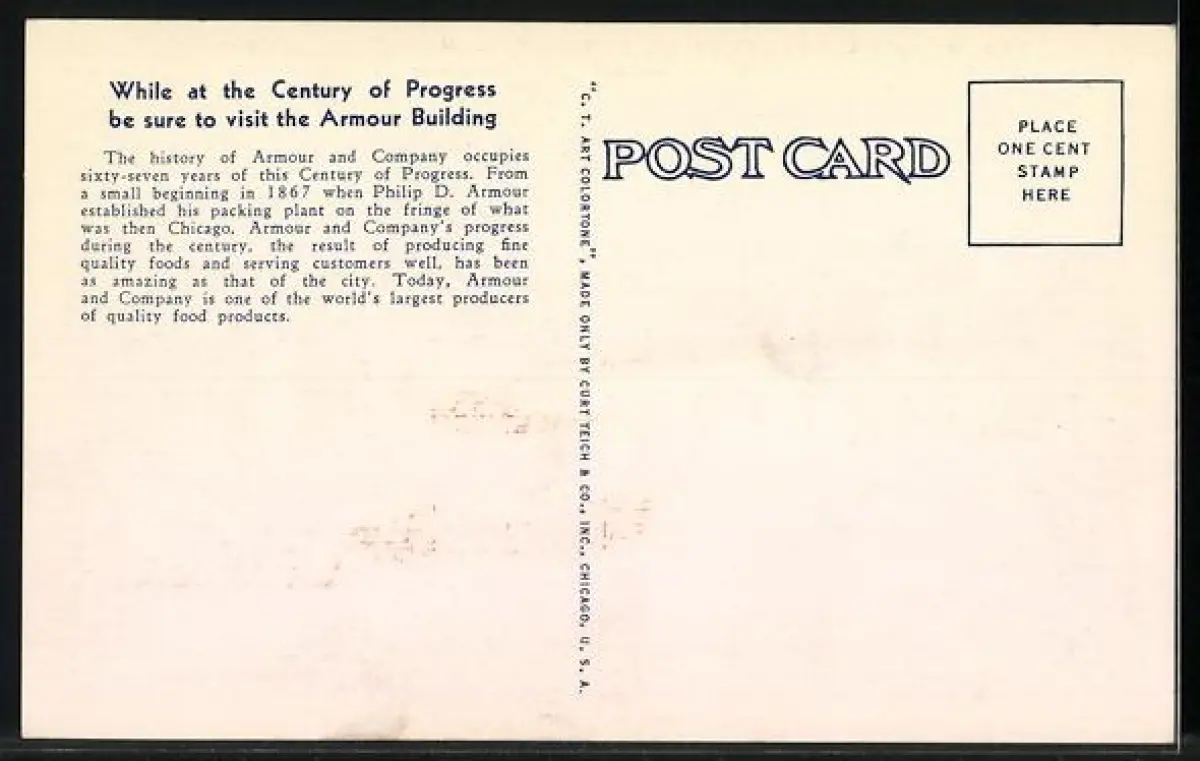 While at the Century of Progress
be sure to visit the Armour Building
The history of Armour and Company occupies
sixty-seven years of this Century of Progress. From
a small beginning in 1867 when Philip D. Armour
established his packing plant on the fringe of what
was then Chicago, Armour and Company's progress
during the century, the result of producing fine
quality foods and serving customers well, has been
as amazing as that of the city. Today, Armour
and Company is one of the world's largest producers
of quality food products.
"C. T. ART COLORTONE", MADE ONLY BY CURT TEICH & CO., INC., CHICAGO, U. S. A.
POST CARD
PLACE
ONE CENT
STAMP
HERE